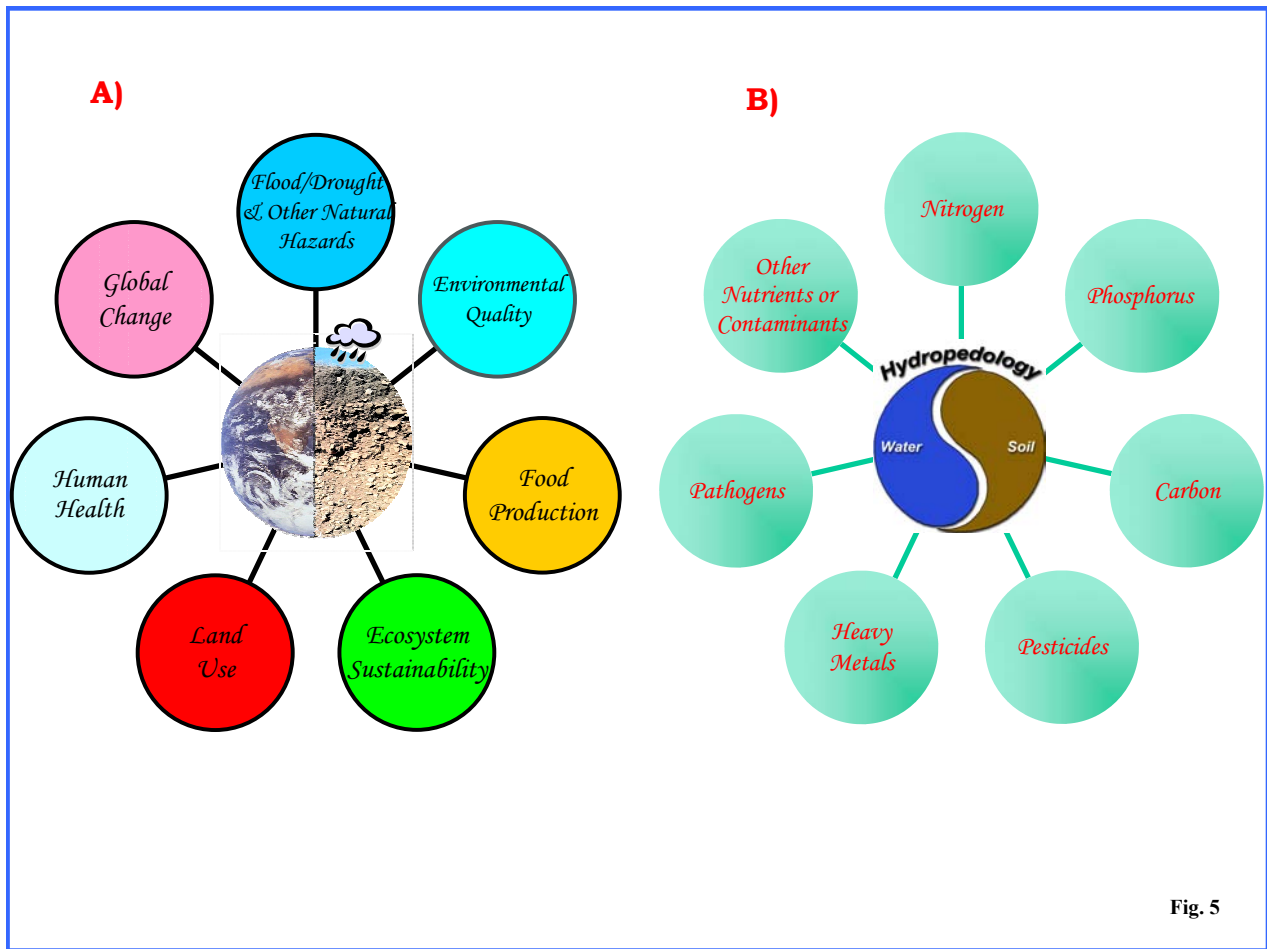 A)
Flood/Drought
& Other Natural
Hazards
Environmental
Quality
Food
Production
Ecosystem
Sustainability
Land
Use
Human
Health
Global
Change
B)
Nitrogen
Phosphorus
Carbon
Pesticides
Heavy
Metals
Pathogens
Other
Nutrients or
Contaminants
Hydropedology
Water
Soil
Fig. 5